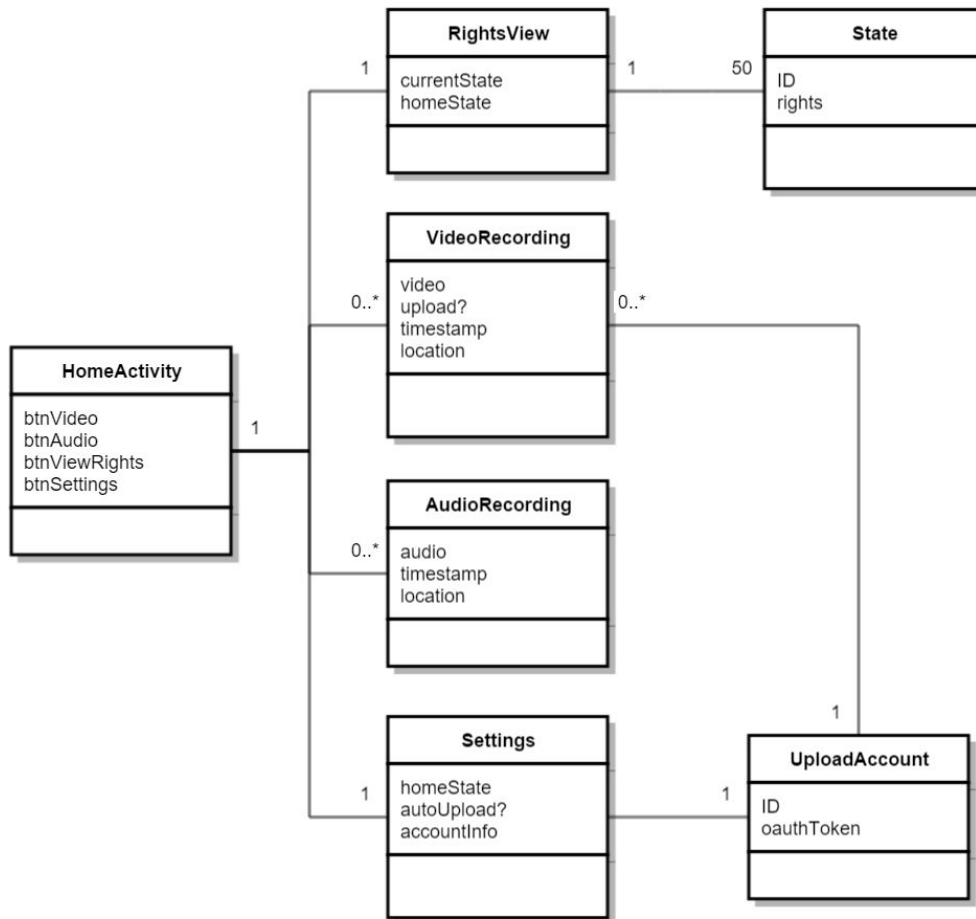 RightsView
currentState
homeState
1
1
50
State
ID
rights
VideoRecording
video
upload?
timestamp
location
0..*
0..*
HomeActivity
btnVideo
btnAudio
btnViewRights
btnSettings
1
AudioRecording
audio
timestamp
location
0..*
Settings
homeState
autoUpload?
accountInfo
1
1
1
UploadAccount
ID
oauthToken